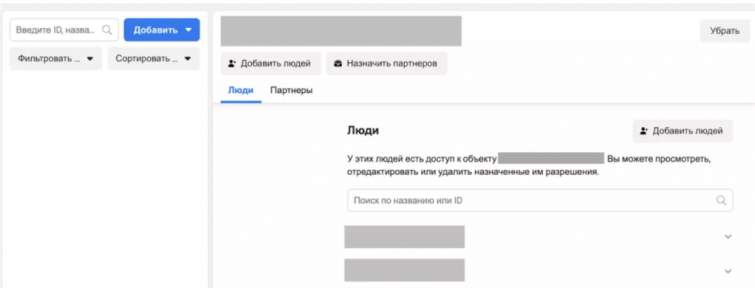 Введите ID, назва...
Добавить
Фильтровать ...
Сортировать ...
Убрать
Добавить людей
Назначить партнеров
Люди
Партнеры
Люди
Добавить людей
У этих людей есть доступ к объекту
Вы можете просмотреть,
отредактировать или удалить назначенные им разрешения.
Поиск по названию или ID